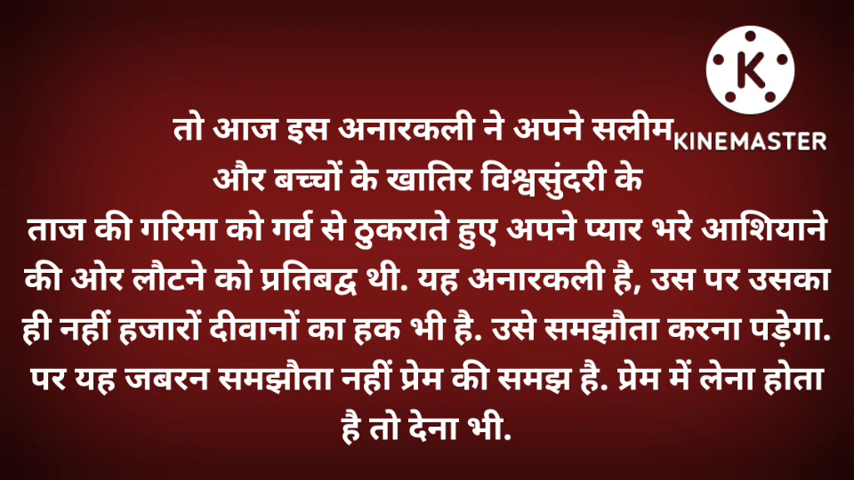 तो आज इस अनारकली ने अपने सलीम
KINEMASTER
और बच्चों के खातिर विश्वसुंदरी के
ताज की गरिमा को गर्व से ठुकराते हुए अपने प्यार भरे आशियाने
की ओर लौटने को प्रतिबद्व थी. यह अनारकली है, उस पर उसका
ही नहीं हजारों दीवानों का हक भी है. उसे समझौता करना पड़ेगा.
पर यह जबरन समझौता नहीं प्रेम की समझ है. प्रेम में लेना होता
है तो देना भी.